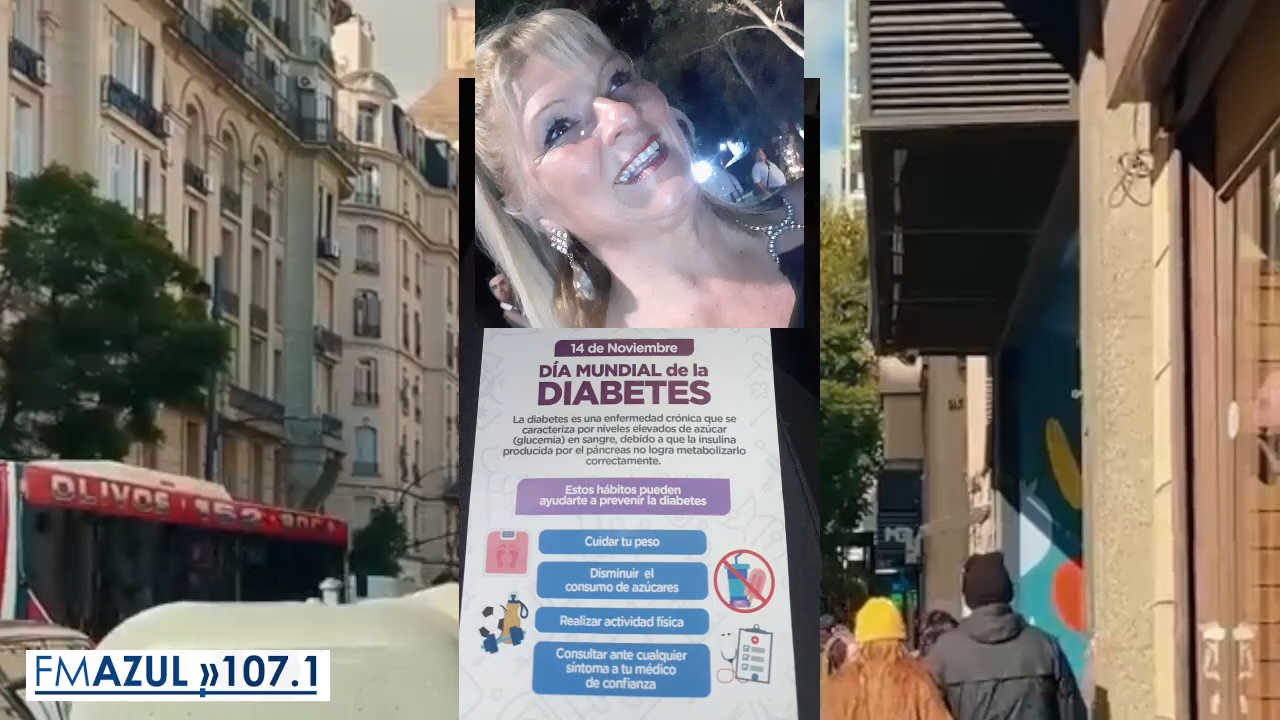 OLIVOS 152 BOCA
14 de Noviembre
DÍA MUNDIAL de la
DIABETES
La diabetes es una enfermedad crónica que se
caracteriza por niveles elevados de azúcar
(glucemia) en sangre, debido a que la insulina
producida por el páncreas no logra metabolizarlo
correctamente.
Estos hábitos pueden
ayudarte a prevenir la diabetes
Cuidar tu peso
Disminuir el
consumo de azúcares
Realizar actividad física
Consultar ante cualquier
síntoma a tu médico
de confianza
FMAZUL »107.1